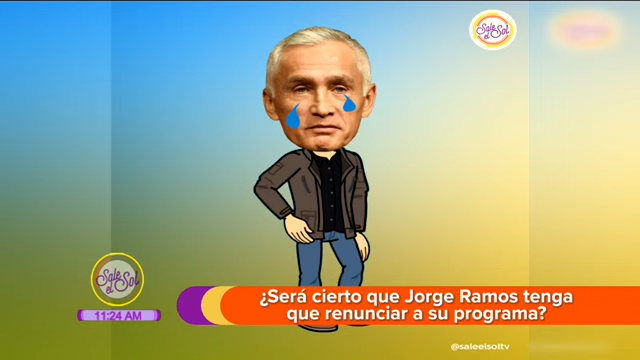 Sale
el Sol
Sale
el Sol
11:24 AM
¿Será cierto que Jorge Ramos tenga
que renunciar a su programa?
@saleelsoltv